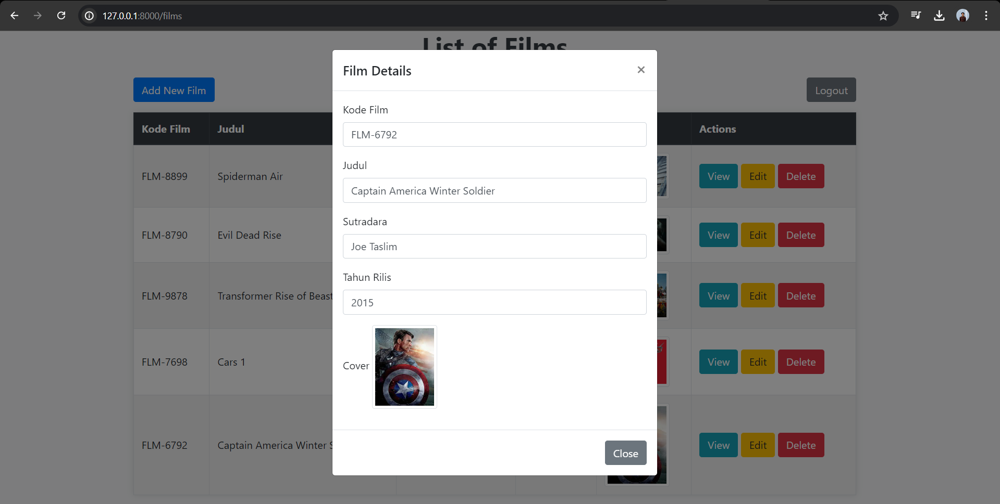 127.0.0.1:8000/films
List of Films
Film Details
×
Add New Film
Logout
Kode Film
FLM-6792
Judul
Captain America Winter Soldier
Sutradara
Joe Taslim
Tahun Rilis
2015
Cover
Close
Kode Film Judul Actions
FLM-8899 Spiderman Air View Edit Delete
FLM-8790 Evil Dead Rise View Edit Delete
FLM-9878 Transformer Rise of Beast View Edit Delete
FLM-7698 Cars 1 View Edit Delete
FLM-6792 Captain America Winter S View Edit Delete